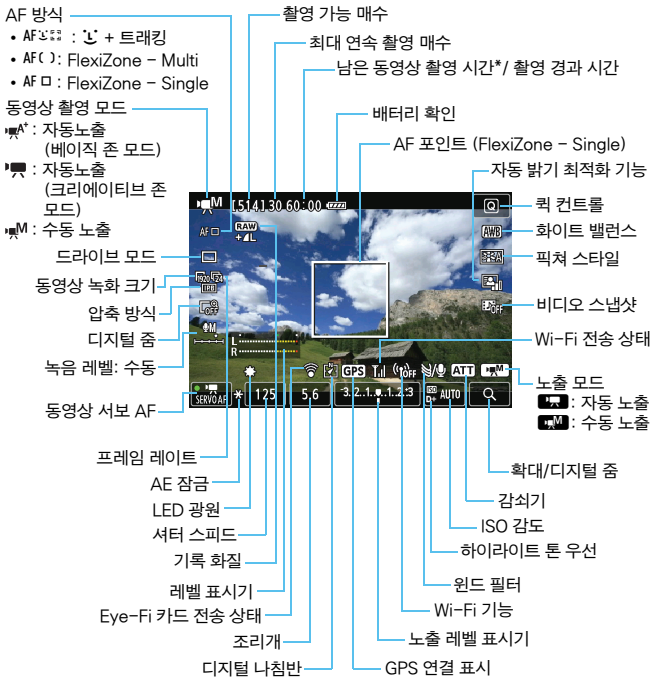 AF 방식
• AF : + 트래킹
• AF( ): FlexiZone - Multi
• AF□: FlexiZone - Single
동영상 촬영 모드
A+ : 자동노출
(베이직 존 모드)
: 자동노출
(크리에이티브 존
모드)
M : 수동 노출
드라이브 모드
동영상 녹화 크기
압축 방식
디지털 줌
녹음 레벨: 수동
동영상 서보 AF
촬영 가능 매수
최대 연속 촬영 매수
남은 동영상 촬영 시간*/ 촬영 경과 시간
배터리 확인
AF 포인트 (FlexiZone - Single)
자동 밝기 최적화 기능
퀵 컨트롤
화이트 밸런스
픽쳐 스타일
비디오 스냅샷
Wi-Fi 전송 상태
노출 모드
: 자동 노출
M : 수동 노출
M [514]30 60:00
Q
AF□
RAW
+L
AWB
A
1920 24
IPB
OFF
OFF
M
L
R
GPS
OFF
ATT
M
SERVO AF
125
5.6
3..2..1..0..1..2..3
ISO
D+
AUTO
프레임 레이트
AE 잠금
LED 광원
셔터 스피드
기록 화질
레벨 표시기
Eye-Fi 카드 전송 상태
조리개
디지털 나침반
확대/디지털 줌
감쇠기
ISO 감도
하이라이트 톤 우선
윈드 필터
Wi-Fi 기능
노출 레벨 표시기
GPS 연결 표시